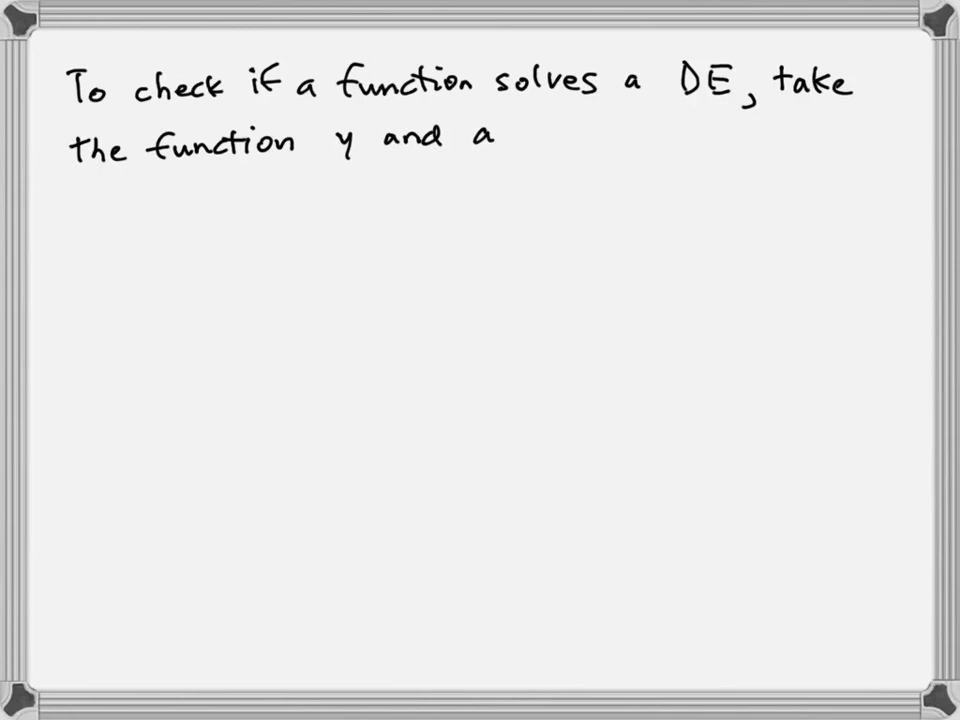 To check if a function solves a DE, take
the function y and a